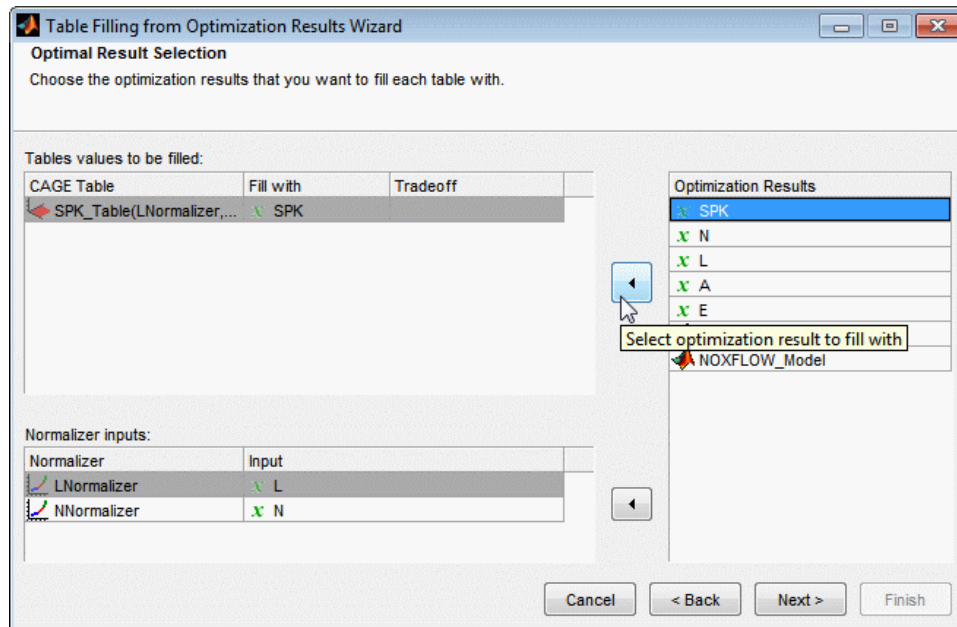 Table Filling from Optimization Results Wizard
Optimal Result Selection
Choose the optimization results that you want to fill each table with.
Tables values to be filled:
CAGE Table Fill with Tradeoff
SPK_Table(LNormalizer,... x SPK
Optimization Results
x SPK
x N
x L
x A
x E
Select optimization result to fill with
NOXFLOW_Model
Normalizer inputs:
Normalizer Input
LNormalizer x L
NNormalizer x N
Cancel < Back Next > Finish